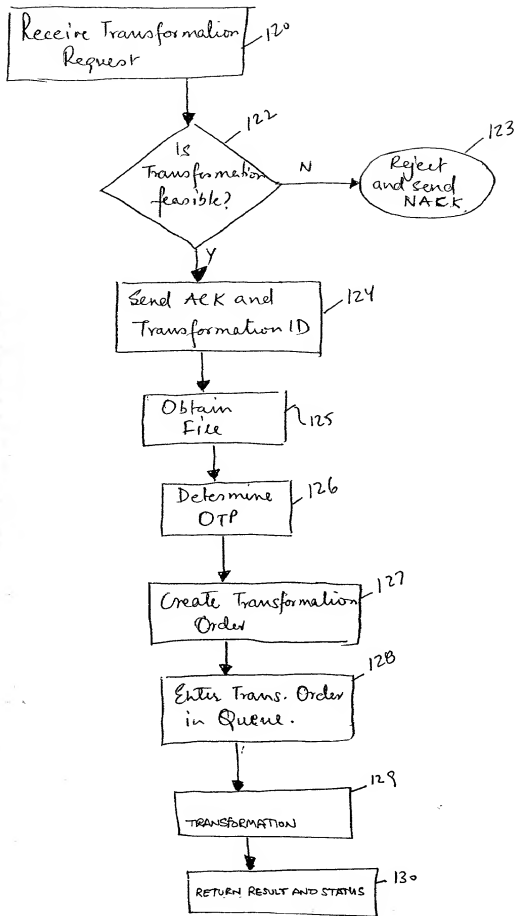 Receive Transformation
Request
120
122
Is
Transformation
feasible?
N
Reject
and send
NACK.
123
Y
Send ACK and
Transformation ID
124
Obtain
File
125
Determine
OTP
126
Create Transformation
Order
127
Enter Trans. Order
in Queue.
128
TRANSFORMATION
129
RETURN RESULT AND STATUS
130